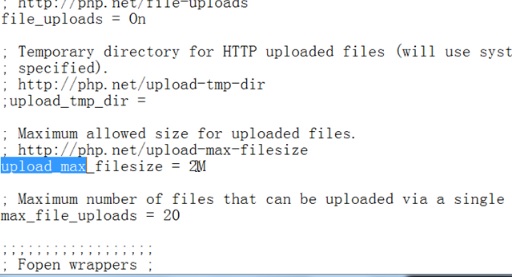 ; http://php.net/file-uploads
file_uploads = On
; Temporary directory for HTTP uploaded files (will use syst
; specified).
; http://php.net/upload-tmp-dir
;upload_tmp_dir =
; Maximum allowed size for uploaded files.
; http://php.net/upload-max-filesize
upload_max_filesize = 2M
; Maximum number of files that can be uploaded via a single
max_file_uploads = 20
;;;;;;;;;;;;;;;;;;
; Fopen wrappers ;